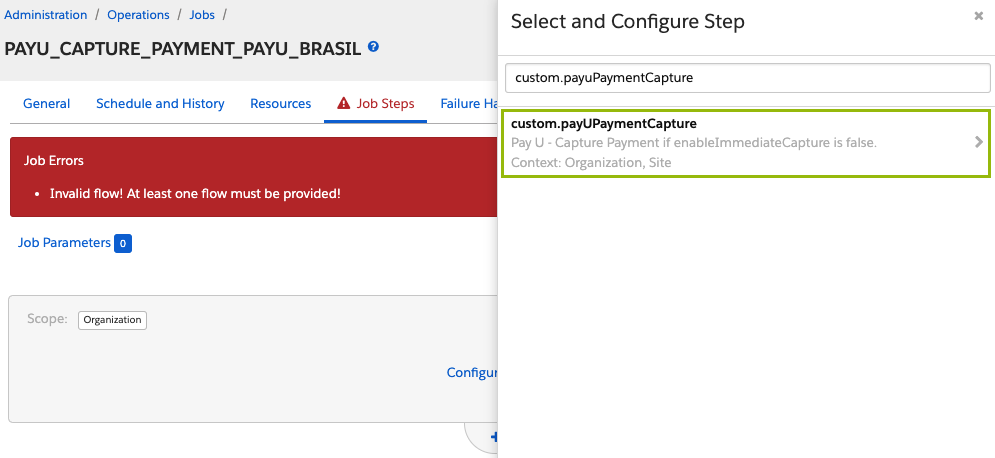 Administration / Operations / Jobs /
PAYU_CAPTURE_PAYMENT_PAYU_BRASIL ?
General Schedule and History Resources Job Steps Failure Ha
Job Errors
• Invalid flow! At least one flow must be provided!
Job Parameters 0
Scope: Organization
Configur
+
Select and Configure Step ×
custom.payuPaymentCapture
custom.payUPaymentCapture
Pay U - Capture Payment if enableImmediateCapture is false.
Context: Organization, Site